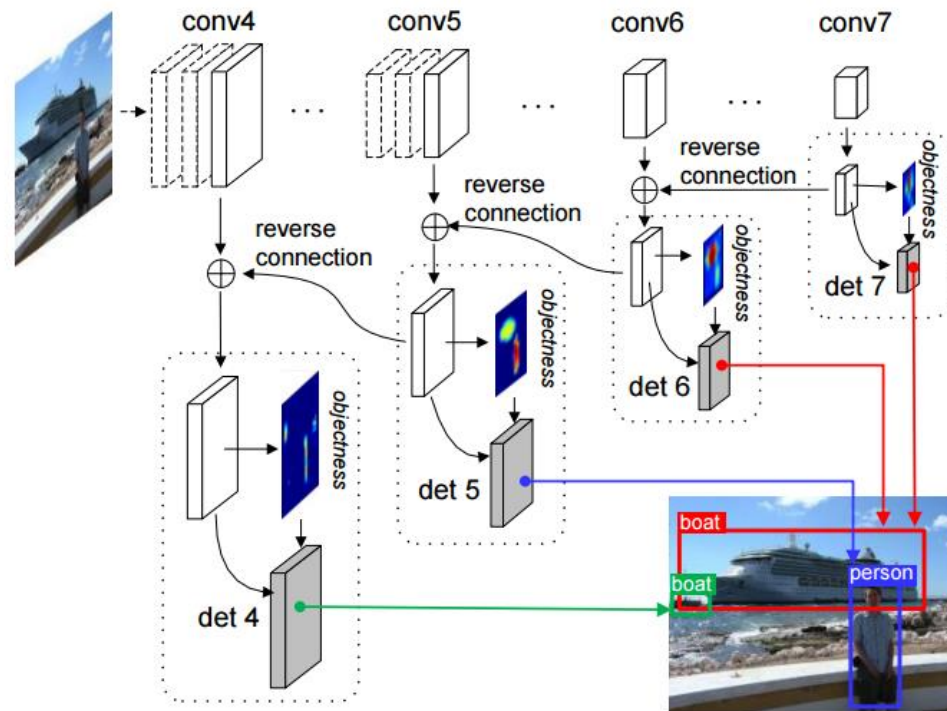 conv4
conv5
conv6
conv7
reverse
connection
objectness
reverse
connection
objectness
det 7
reverse
connection
objectness
det 6
objectness
det 5
det 4
boat
boat
person